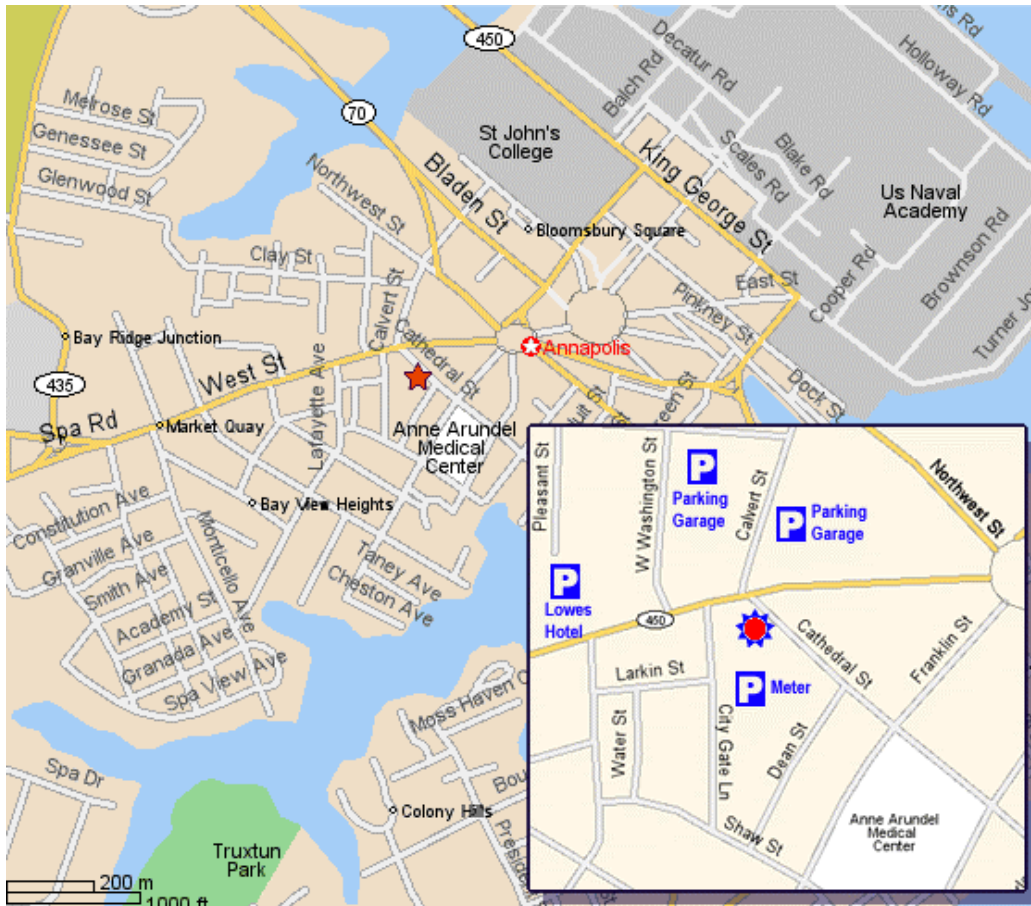 450
is Rd
Decatur Rd
Holloway Rd
Balch Rd
70
Melrose St
St John's
College
King George St
Scales Rd
Blake Rd
Genessee St
Bladen St
Us Naval
Academy
Glenwood St
Northwest St
Bloomsbury Square
Brownson Rd
Clay St
Cooper Rd
East St
Calvert St
Pinkney St
Turner Jo
Bay Ridge Junction
Lafayette Ave
Cathedral St
Annapolis
435
West St
Dock St
Green St
Spa Rd
Market Quay
Anne Arundel
Medical
Center
Constitution Ave
Bay View Heights
Monticello Ave
Granville Ave
Taney Ave
Smith Ave
Cheston Ave
Academy St
Granada Ave
Spa View Ave
Moss Haven C
Spa Dr
Bou
Colony Hills
President
Truxtun
Park
200 m
1000 ft
Pleasant St
W Washington St
Parking
Garage
Calvert St
Parking
Garage
Northwest St
P
P
P
Lowes
Hotel
450
Cathedral St
Franklin St
Larkin St
P
Meter
Water St
City Gate Ln
Dean St
Shaw St
Anne Arundel
Medical
Center